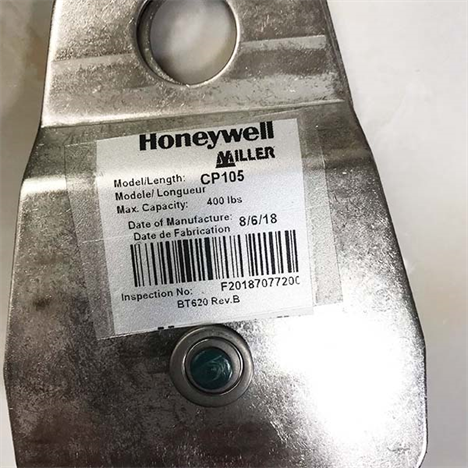 Honeywell
MILLER
Model/Length: CP105
Modele/ Longueur
Max. Capacity: 400 lbs
Date of Manufacture: 8/6/18
Date de Fabrication
Inspection No: F2018707720
BT620 Rev.B